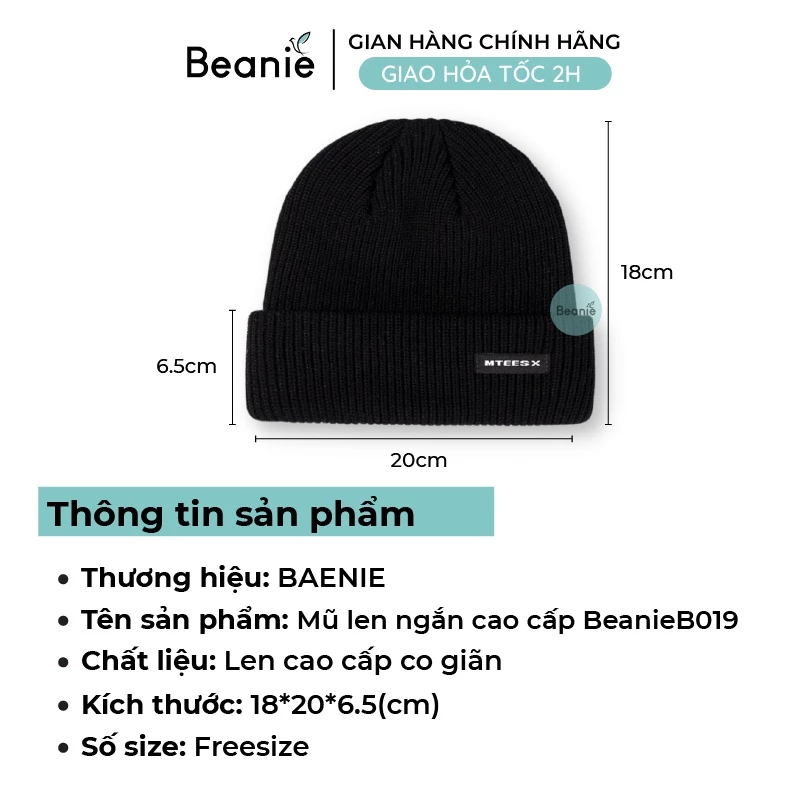 Beanie
GIAN HÀNG CHÍNH HÃNG
GIAO HỎA TỐC 2H
18cm
Beanie
6.5cm
MTEESX
20cm
Thông tin sản phẩm
• Thương hiệu: BAENIE
• Tên sản phẩm: Mũ len ngắn cao cấp BeanieB019
• Chất liệu: Len cao cấp co giãn
• Kích thước: 18*20*6.5(cm)
• Số size: Freesize